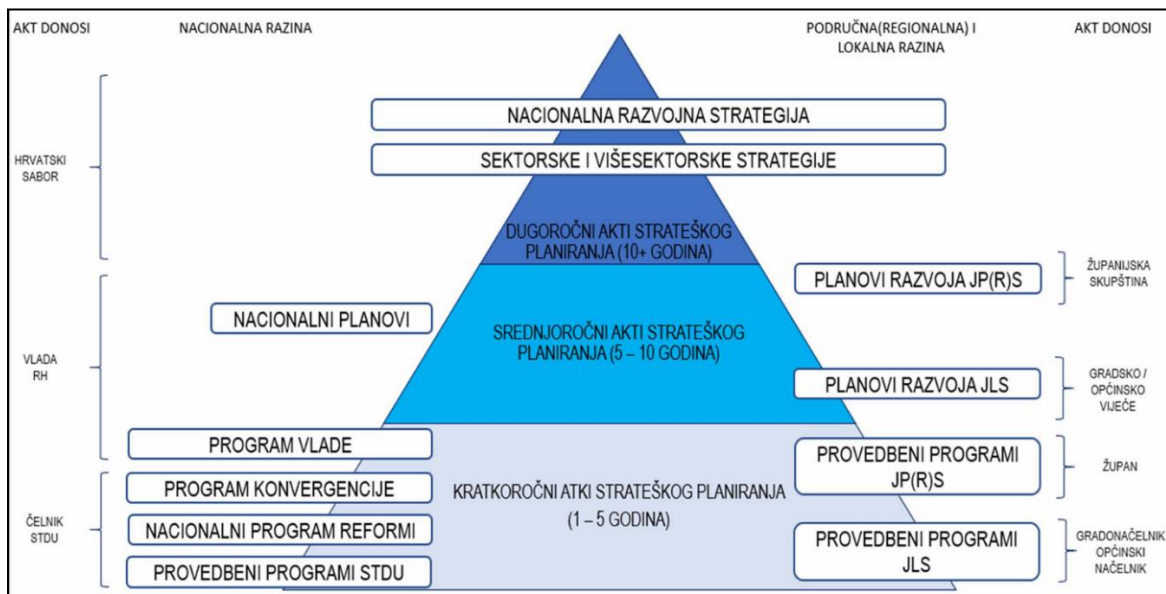 AKT DONOSI
NACIONALNA RAZINA
PODRUČNA(REGIONALNA) I
LOKALNA RAZINA
AKT DONOSI
NACIONALNA RAZVOJNA STRATEGIJA
SEKTORSKE I VIŠESEKTORSKE STRATEGIJE
HRVATSKI
SABOR
DUGOROČNI AKTI STRATEŠKOG
PLANIRANJA (10+ GODINA)
PLANOVI RAZVOJA JP(R)S
ŽUPANIJSKA
SKUPŠTINA
NACIONALNI PLANOVI
SREDNJOROČNI AKTI STRATEŠKOG
PLANIRANJA (5 – 10 GODINA)
VLADA
RH
PLANOVI RAZVOJA JLS
GRADSKO /
OPĆINSKO
VIJEĆE
PROGRAM VLADE
PROVEDBENI PROGRAMI
JP(R)S
ŽUPAN
PROGRAM KONVERGENCIJE
KRATKOROČNI ATKI STRATEŠKOG PLANIRANJA
(1 – 5 GODINA)
ČELNIK
STDU
NACIONALNI PROGRAM REFORMI
PROVEDBENI PROGRAMI STDU
PROVEDBENI PROGRAMI
JLS
GRADONAČELNIK
OPĆINSKI
NAČELNIK